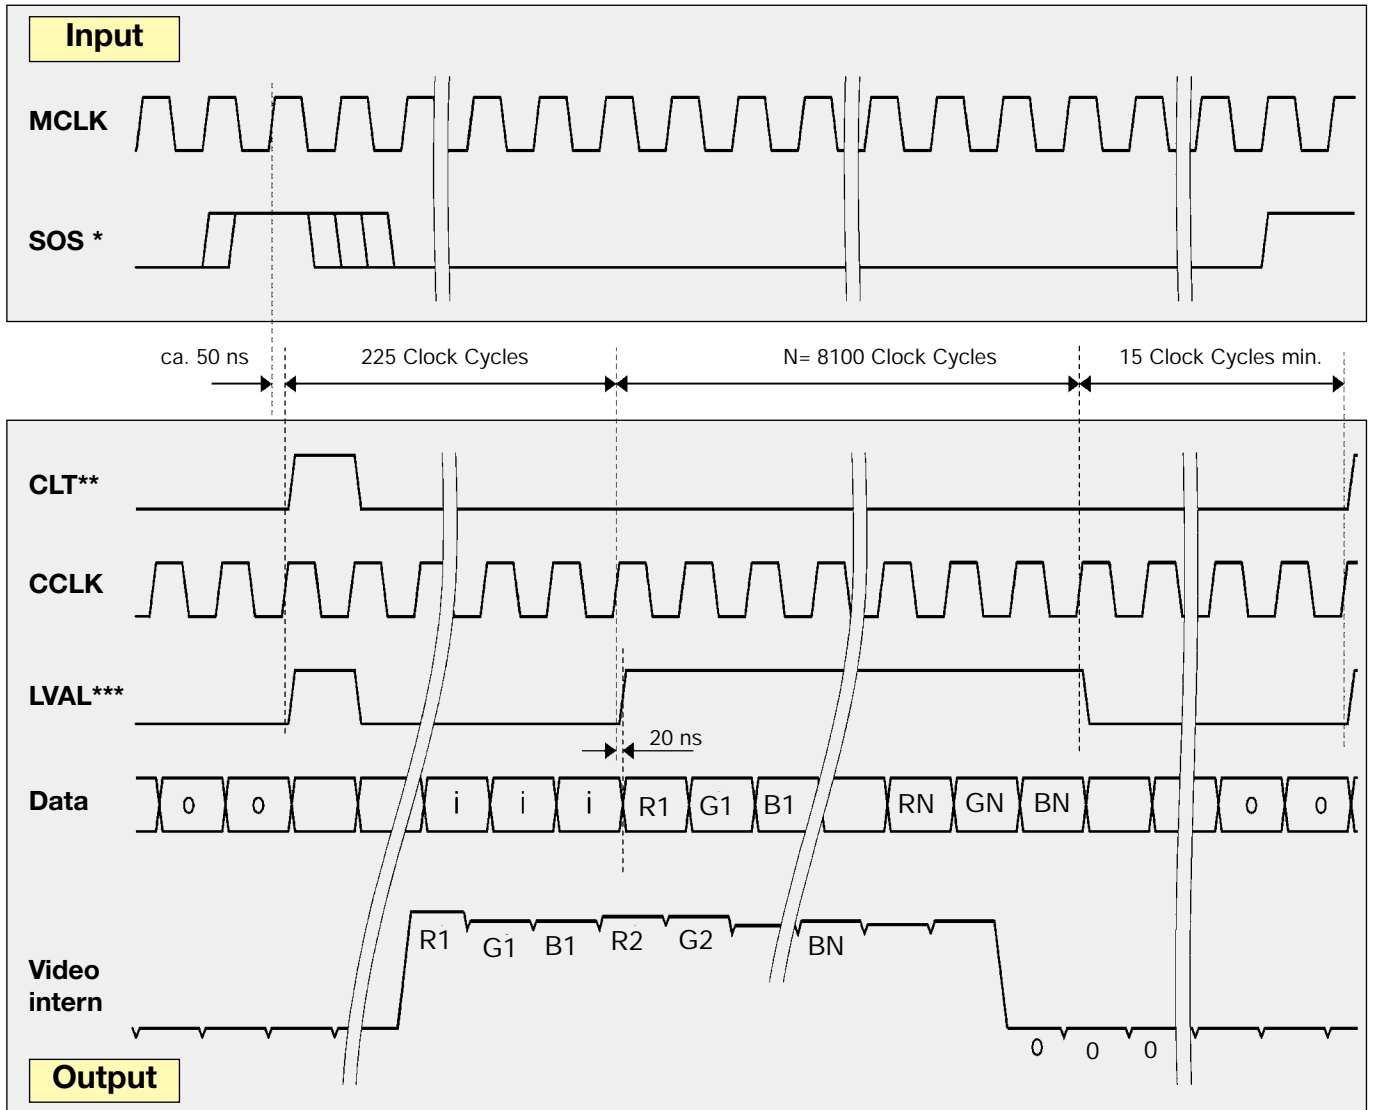 Input
MCLK
SOS *
ca. 50 ns 225 Clock Cycles N= 8100 Clock Cycles 15 Clock Cycles min.
CLT**
CCLK
LVAL***
20 ns
Data 0 0 i i i R1 G1 B1 RN GN BN 0 0
R1 G1 B1 R2 G2 BN
Video
intern
0 0 0
Output